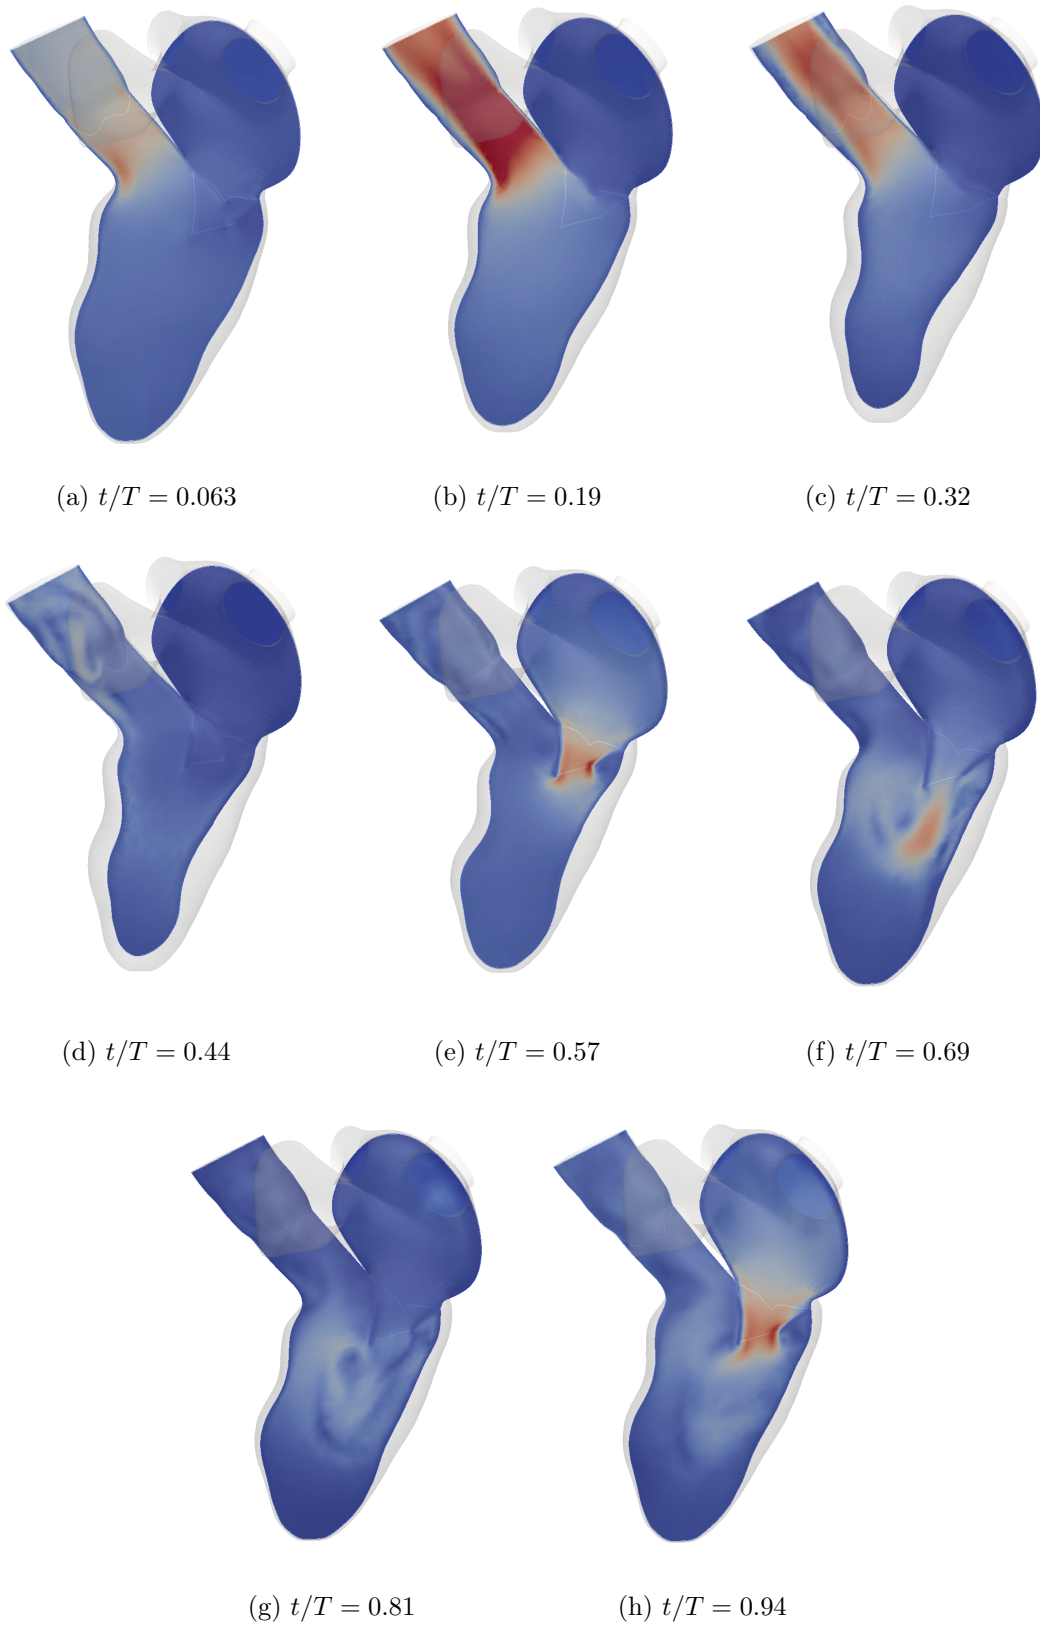 (a) t/T = 0.063
(b) t/T = 0.19
(c) t/T = 0.32
(d) t/T = 0.44
(e) t/T = 0.57
(f) t/T = 0.69
(g) t/T = 0.81
(h) t/T = 0.94